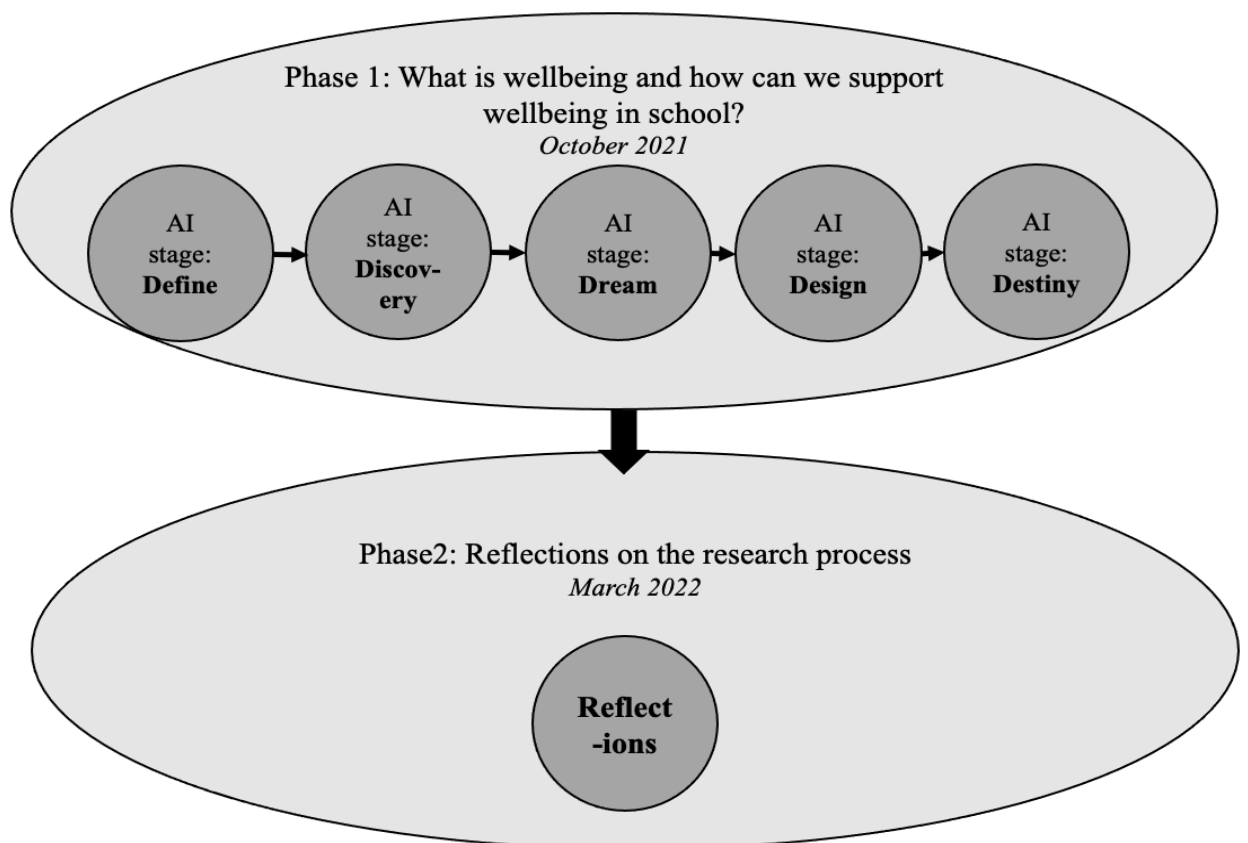 Phase 1: What is wellbeing and how can we support
wellbeing in school?
October 2021
AI
stage:
Define
AI
stage:
Discov-
ery
AI
stage:
Dream
AI
stage:
Design
AI
stage:
Destiny
Phase2: Reflections on the research process
March 2022
Reflect
-ions